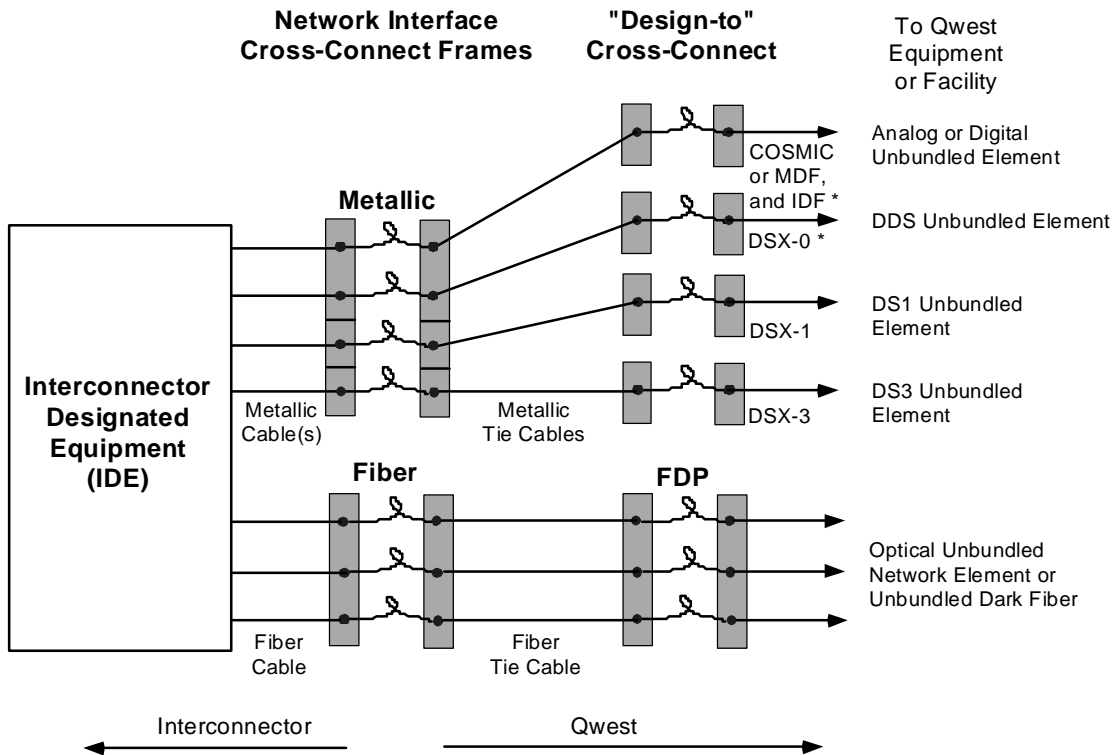 Network Interface
Cross-Connect Frames
"Design-to"
Cross-Connect
To Qwest
Equipment
or Facility
Analog or Digital
Unbundled Element
COSMIC
or MDF,
and IDF *
Metallic
DDS Unbundled Element
DSX-0 *
DS1 Unbundled
Element
DSX-1
Interconnector
Designated
Equipment
(IDE)
DS3 Unbundled
Element
Metallic
Cable(s)
Metallic
Tie Cables
DSX-3
Fiber
FDP
Optical Unbundled
Network Element or
Unbundled Dark Fiber
Fiber
Cable
Fiber
Tie Cable
Interconnector
Qwest